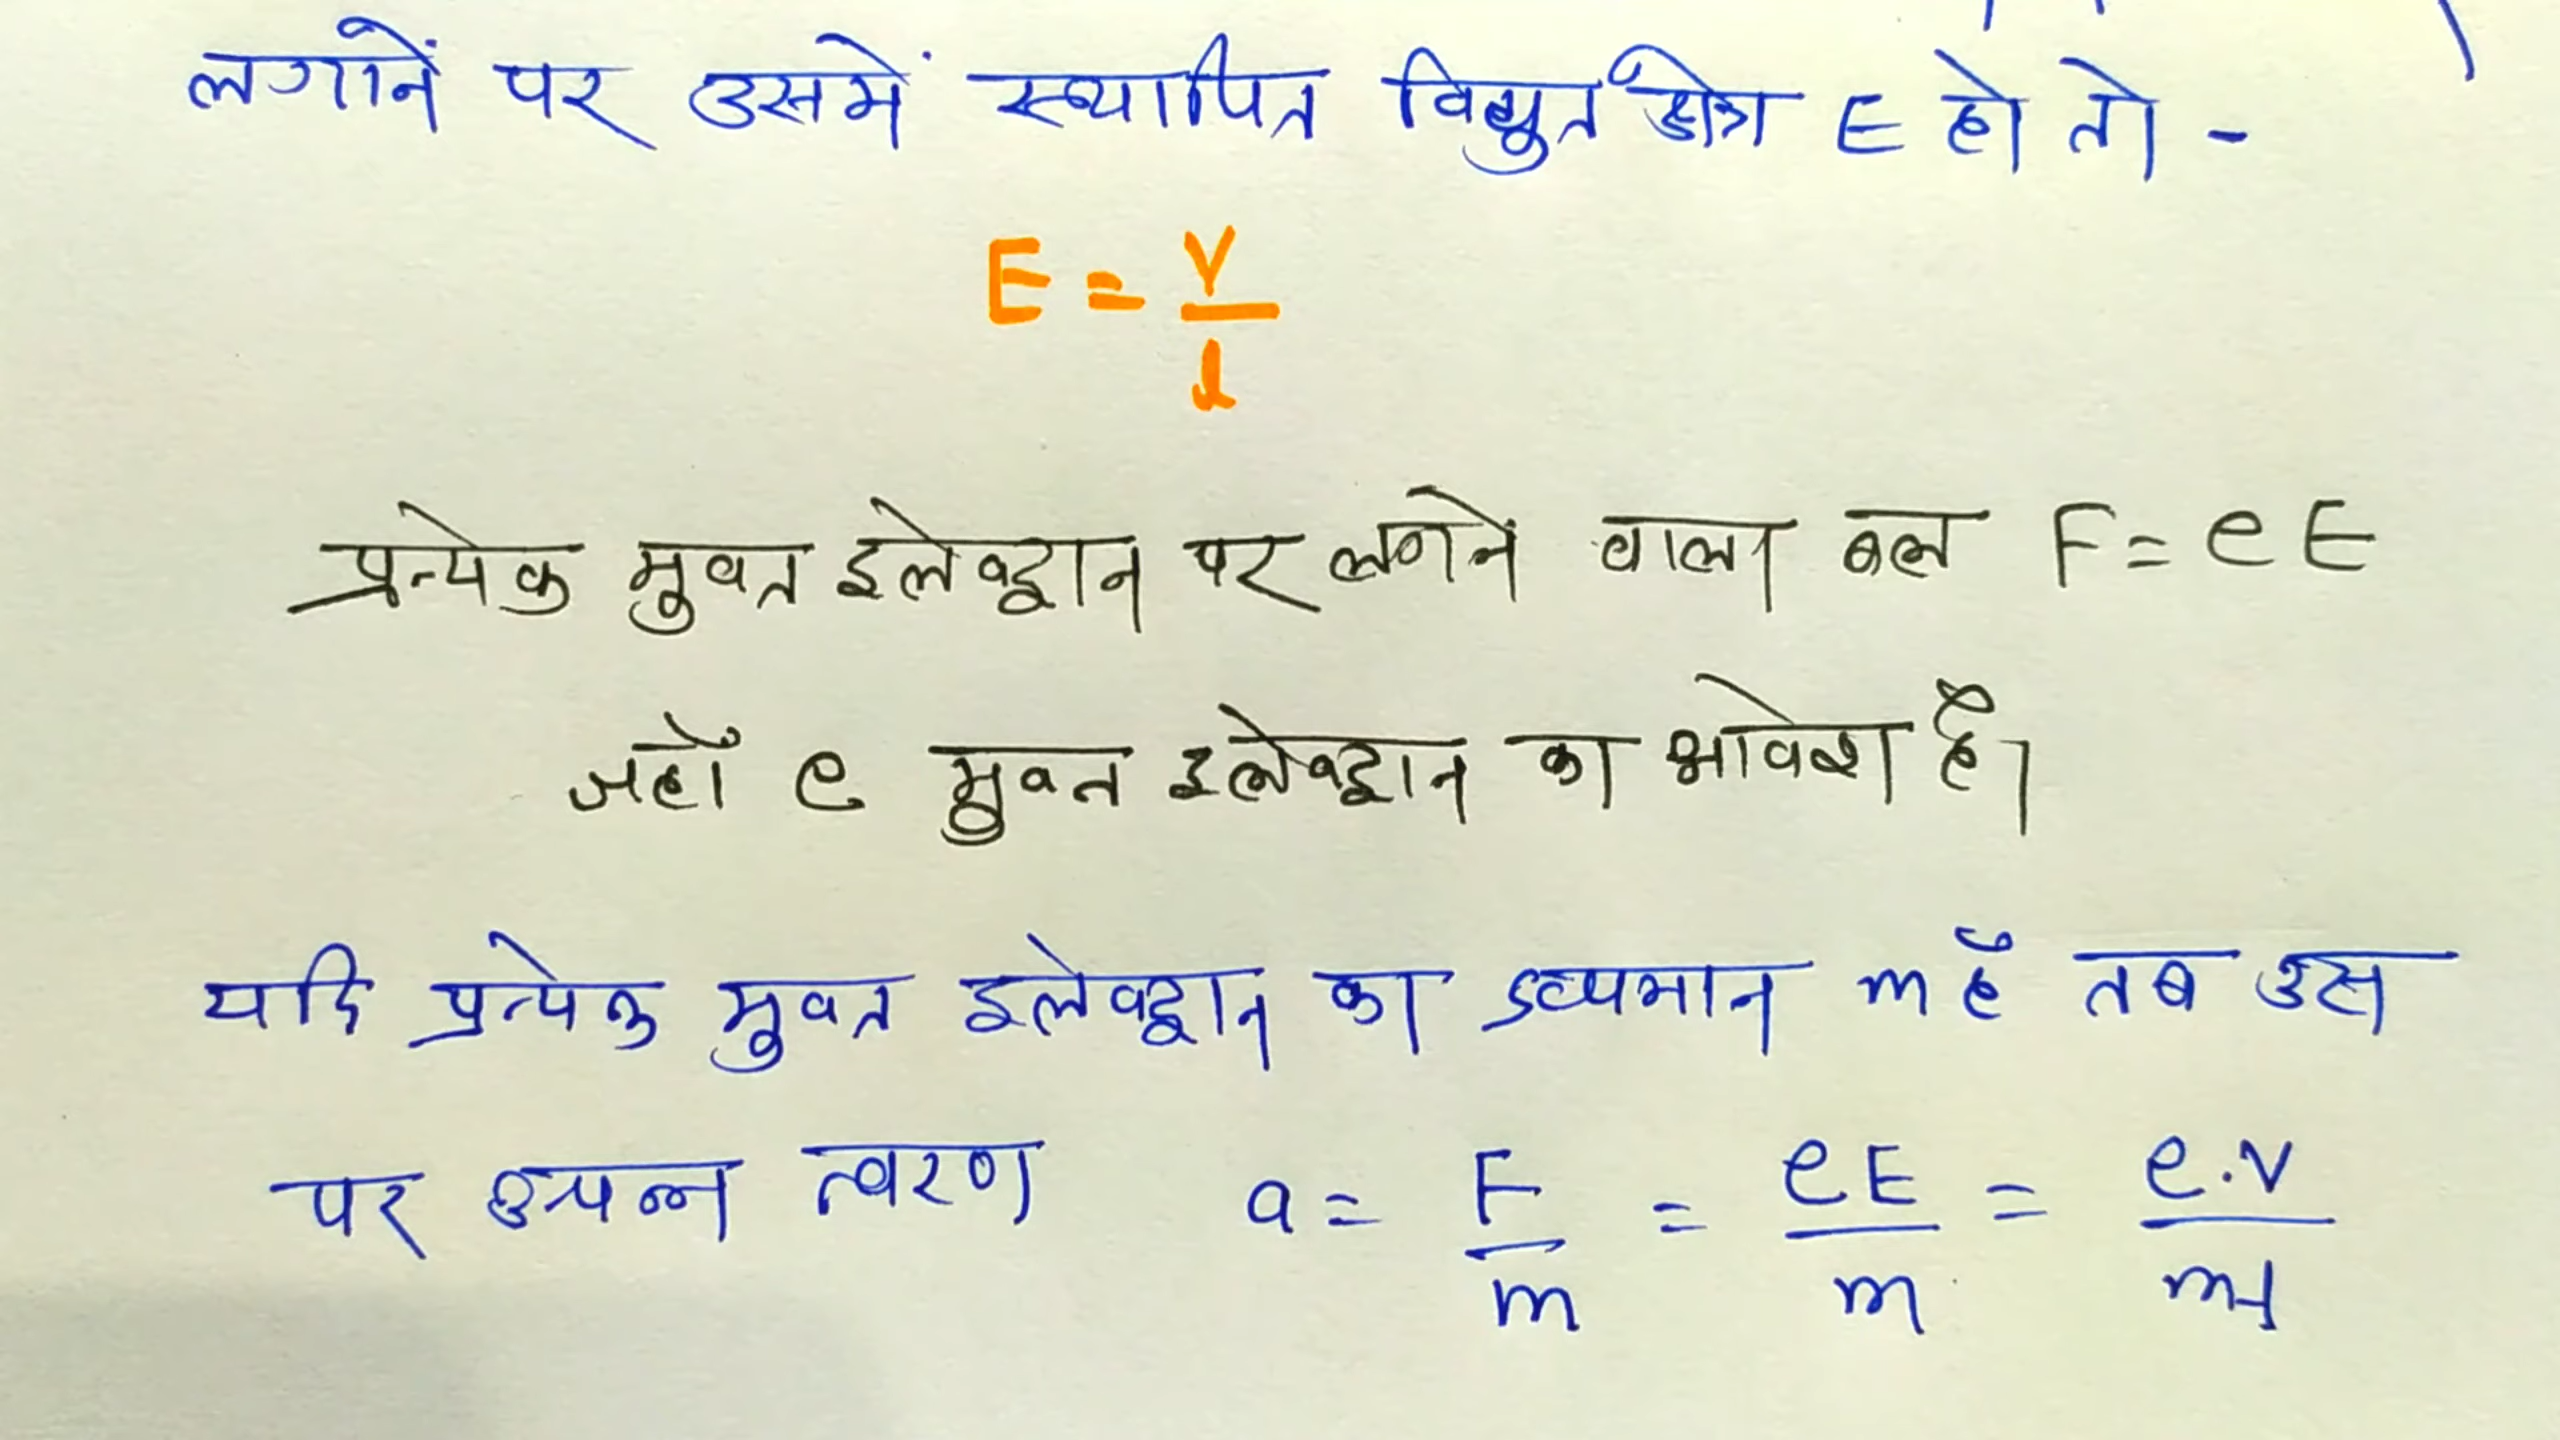 लगानें पर उसमें स्थापित विद्युत क्षेत्र E हो तो -
E = V/l
प्रत्येक मुक्त इलेक्ट्रान पर लगनें वाला बल F = eE
जहाँ e मुक्त इलेक्ट्रान का आवेश है।
यदि प्रत्येक मुक्त इलेक्ट्रान का द्रव्यमान m है तब उस
पर उत्पन्न त्वरण a = F/m = eE/m = e.V/ml